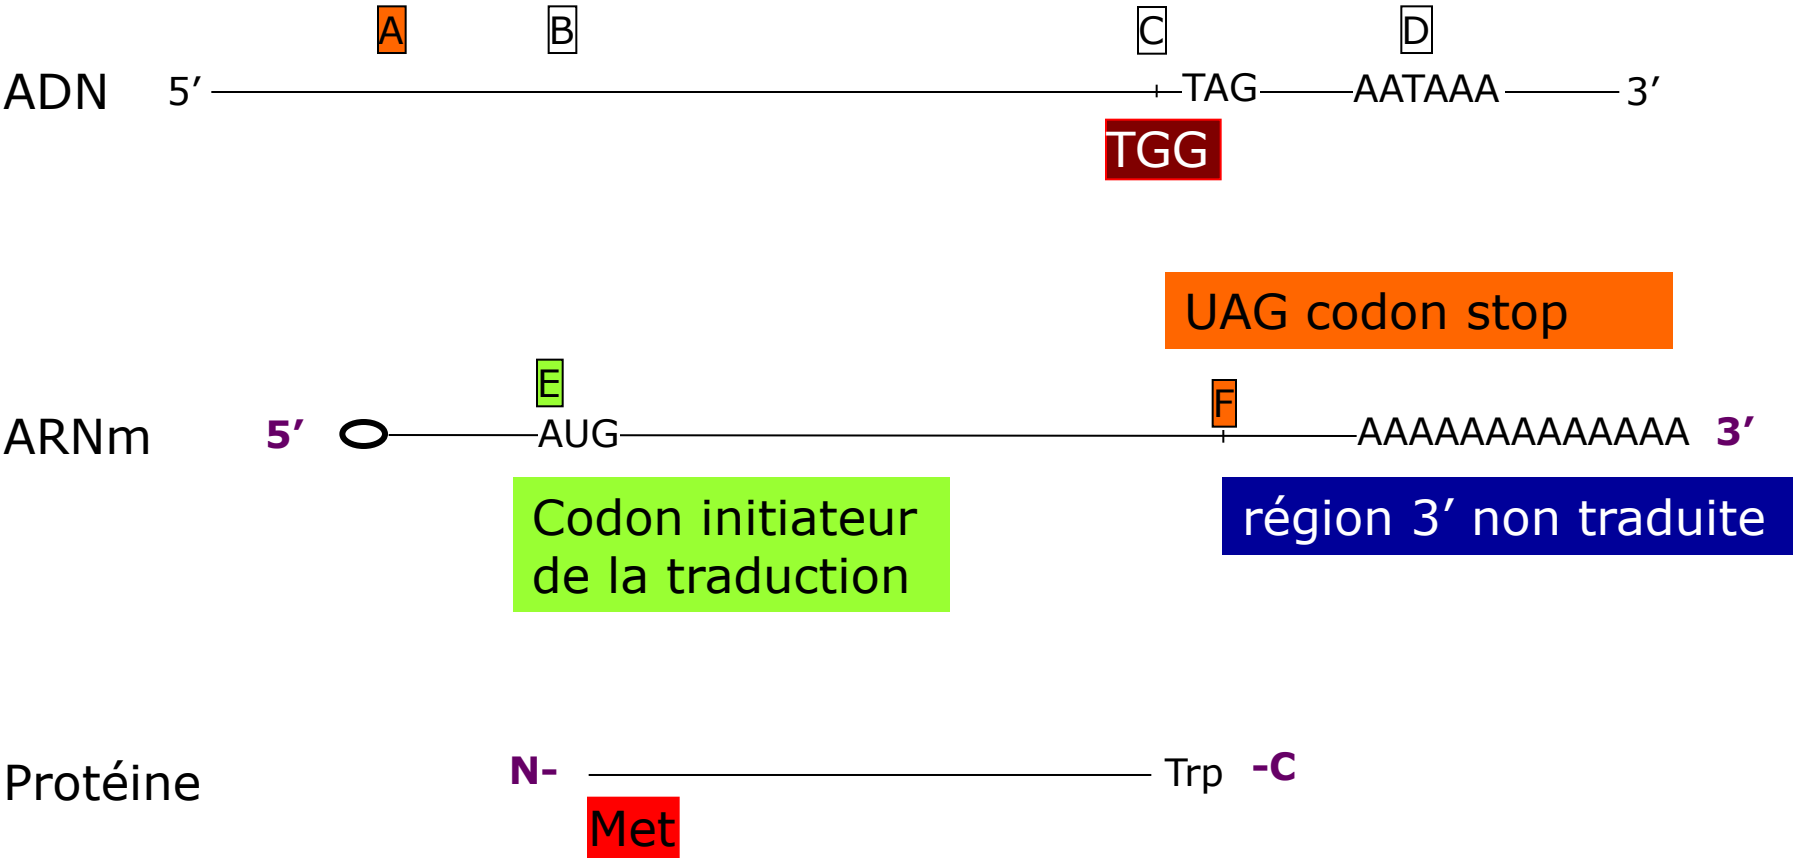 A B C D
ADN 5’ TAG AATAAA 3’
TGG
UAG codon stop
E F
ARNm 5’ AUG AAAAAAAAAAAAA 3’
Codon initiateur
de la traduction
région 3’ non traduite
Protéine N- Trp -C
Met